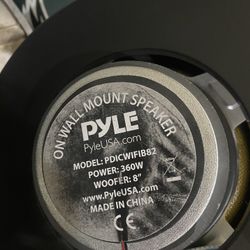 ON WALL MOUNT SPEAKER
PYLE
PyleUSA.com
MODEL: PDICWIFIB82
POWER: 360W
WOOFER: 8"
www.PyleUSA.com
MADE IN CHINA
CE